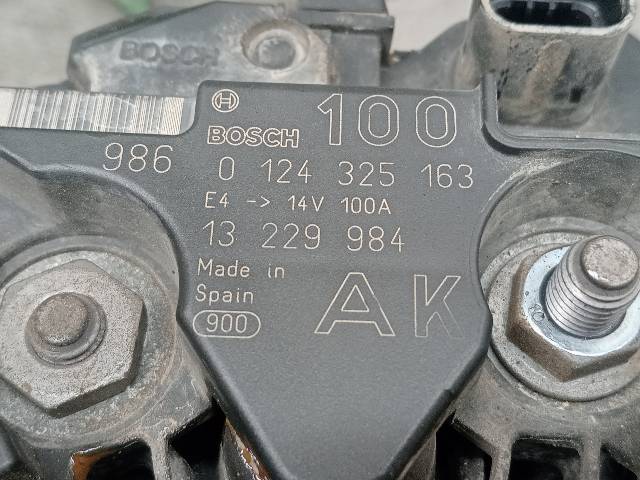 BOSCH
BOSCH 100
986 0 124 325 163
E4 -> 14V 100A
13 229 984
Made in
Spain
900
AK